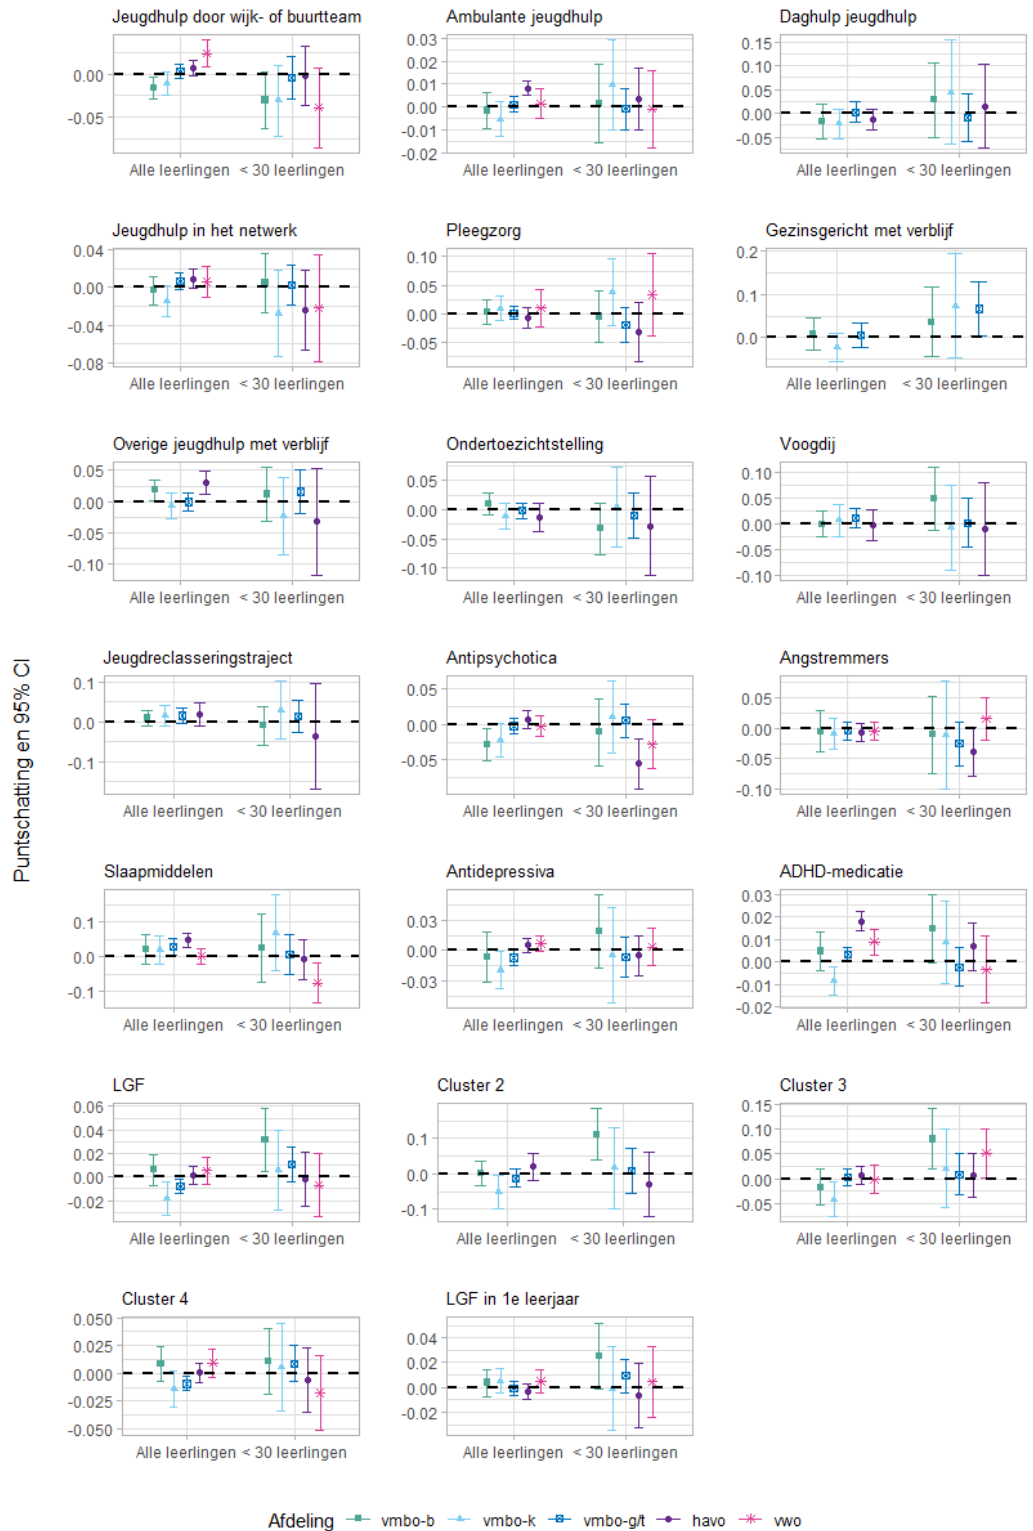 Jeugdhulp door wijk- of buurtteam
0.00
-0.05
Alle leerlingen < 30 leerlingen
Ambulante jeugdhulp
0.03
0.02
0.01
0.00
-0.01
-0.02
Alle leerlingen < 30 leerlingen
Daghulp jeugdhulp
0.15
0.10
0.05
0.00
-0.05
Alle leerlingen < 30 leerlingen
Jeugdhulp in het netwerk
0.04
0.00
-0.04
-0.08
Alle leerlingen < 30 leerlingen
Pleegzorg
0.10
0.05
0.00
-0.05
Alle leerlingen < 30 leerlingen
Gezinsgericht met verblijf
0.2
0.1
0.0
Alle leerlingen < 30 leerlingen
Overige jeugdhulp met verblijf
0.05
0.00
-0.05
-0.10
Alle leerlingen < 30 leerlingen
Ondertoezichtstelling
0.05
0.00
-0.05
-0.10
Alle leerlingen < 30 leerlingen
Voogdij
0.10
0.05
0.00
-0.05
-0.10
Alle leerlingen < 30 leerlingen
Puntschatting en 95% CI
Jeugdreclasseringstraject
0.1
0.0
-0.1
Alle leerlingen < 30 leerlingen
Antipsychotica
0.05
0.00
-0.05
Alle leerlingen < 30 leerlingen
Angstremmers
0.05
0.00
-0.05
-0.10
Alle leerlingen < 30 leerlingen
Slaapmiddelen
0.1
0.0
-0.1
Alle leerlingen < 30 leerlingen
Antidepressiva
0.03
0.00
-0.03
Alle leerlingen < 30 leerlingen
ADHD-medicatie
0.03
0.02
0.01
0.00
-0.01
-0.02
Alle leerlingen < 30 leerlingen
LGF
0.06
0.04
0.02
0.00
-0.02
Alle leerlingen < 30 leerlingen
Cluster 2
0.1
0.0
-0.1
Alle leerlingen < 30 leerlingen
Cluster 3
0.15
0.10
0.05
0.00
-0.05
Alle leerlingen < 30 leerlingen
Cluster 4
0.050
0.025
0.000
-0.025
-0.050
Alle leerlingen < 30 leerlingen
LGF in 1e leerjaar
0.04
0.02
0.00
-0.02
Alle leerlingen < 30 leerlingen
Afdeling vmbo-b vmbo-k vmbo-g/t havo vwo